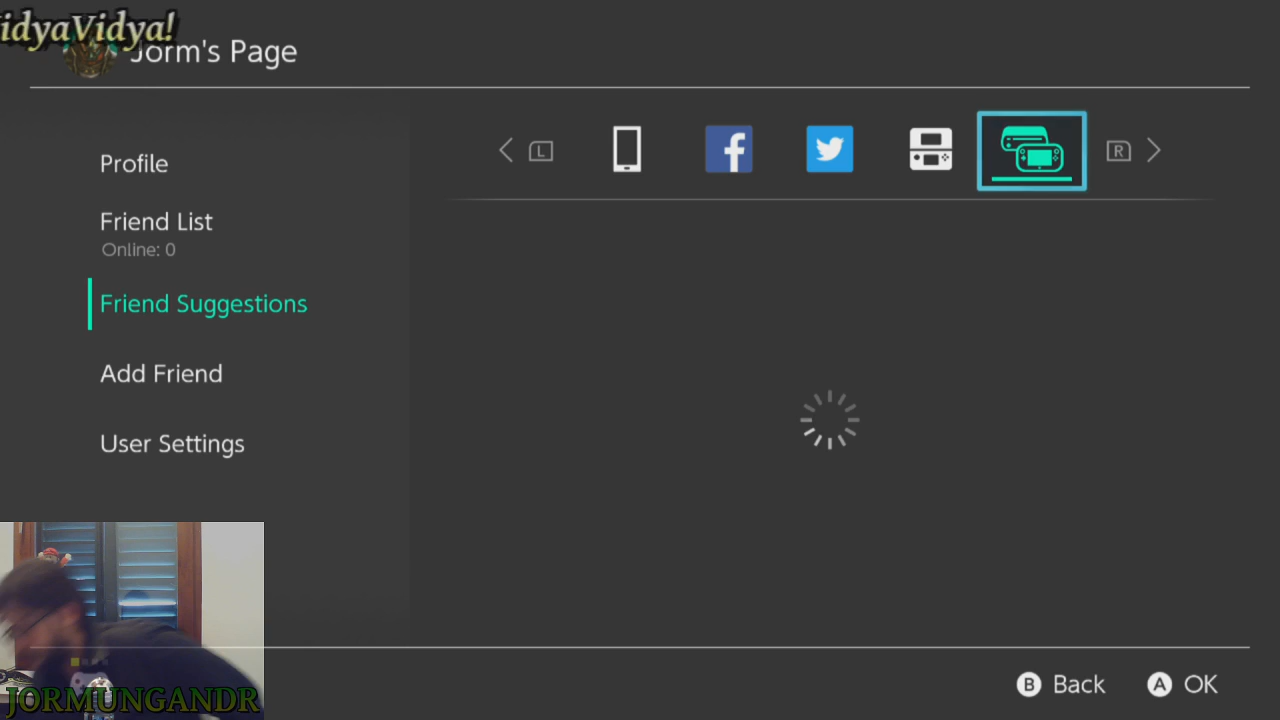 idyaVidya!
Jorm's Page
L
f
R
Profile
Friend List
Online: 0
Friend Suggestions
Add Friend
User Settings
JORMUNGANDR
B Back
A OK